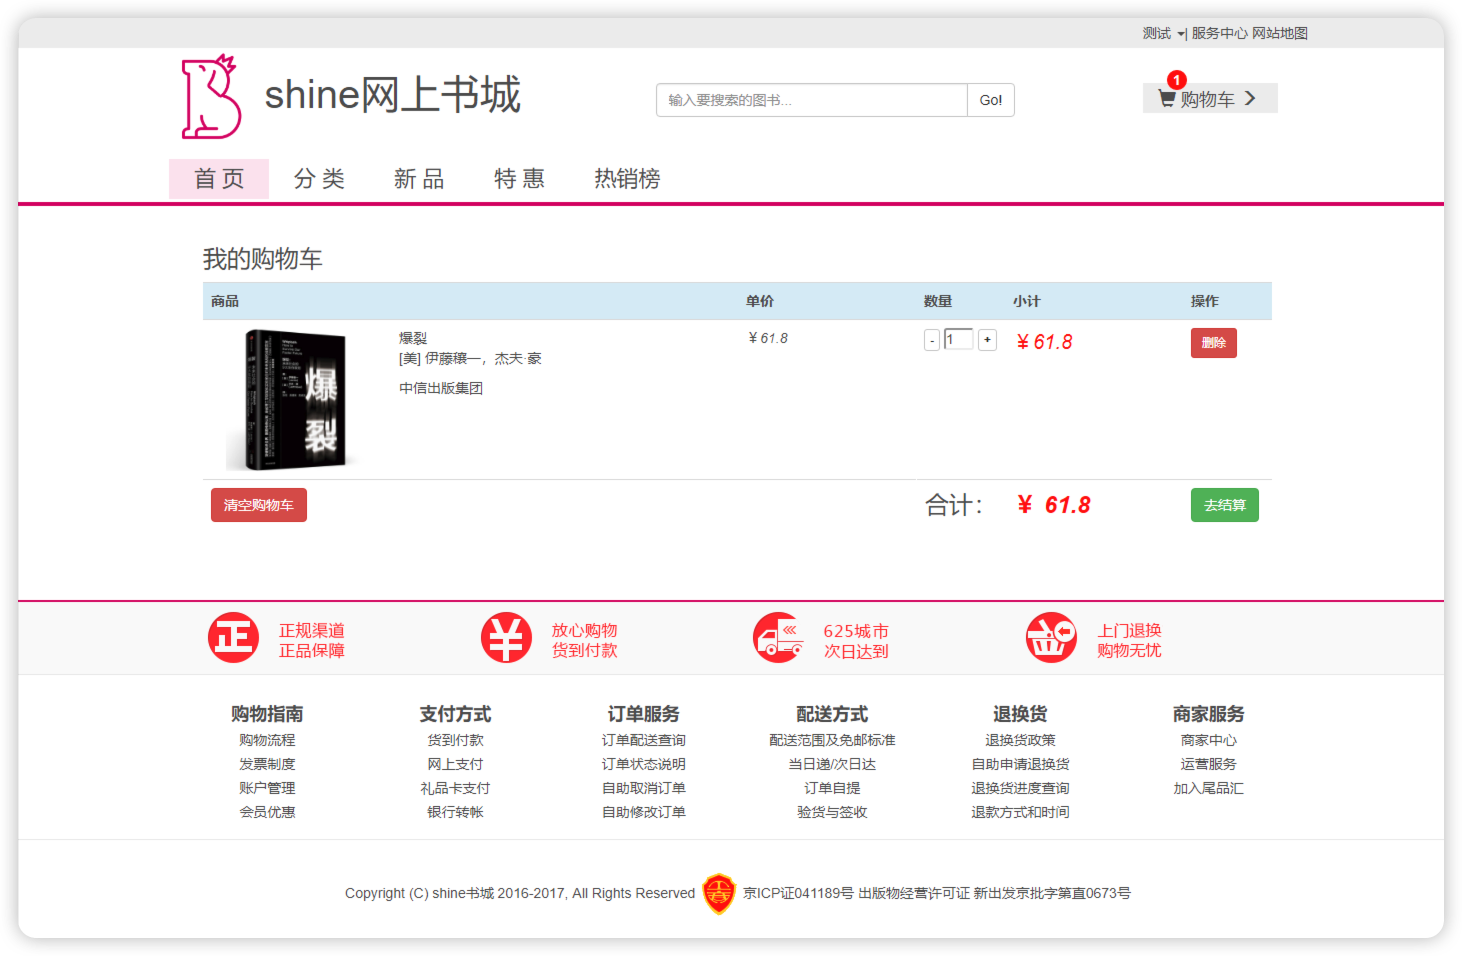 测试 | 服务中心 网站地图
shine网上书城
输入要搜索的图书... Go!
1
购物车
首 页 分 类 新 品 特 惠 热销榜
我的购物车
商品 单价 数量 小计 操作
爆裂
爆裂 ¥ 61.8 - 1 + ¥ 61.8 删除
[美] 伊藤穰一，杰夫·豪
中信出版集团
清空购物车 合计： ¥ 61.8 去结算
正 正规渠道 ¥ 放心购物 625城市 上门退换
正品保障 货到付款 次日达到 购物无忧
购物指南 支付方式 订单服务 配送方式 退换货 商家服务
购物流程 货到付款 订单配送查询 配送范围及免邮标准 退换货政策 商家中心
发票制度 网上支付 订单状态说明 当日递/次日达 自助申请退换货 运营服务
账户管理 礼品卡支付 自助取消订单 订单自提 退换货进度查询 加入尾品汇
会员优惠 银行转帐 自助修改订单 验货与签收 退款方式和时间
Copyright (C) shine书城 2016-2017, All Rights Reserved 京ICP证041189号 出版物经营许可证 新出发京批字第直0673号